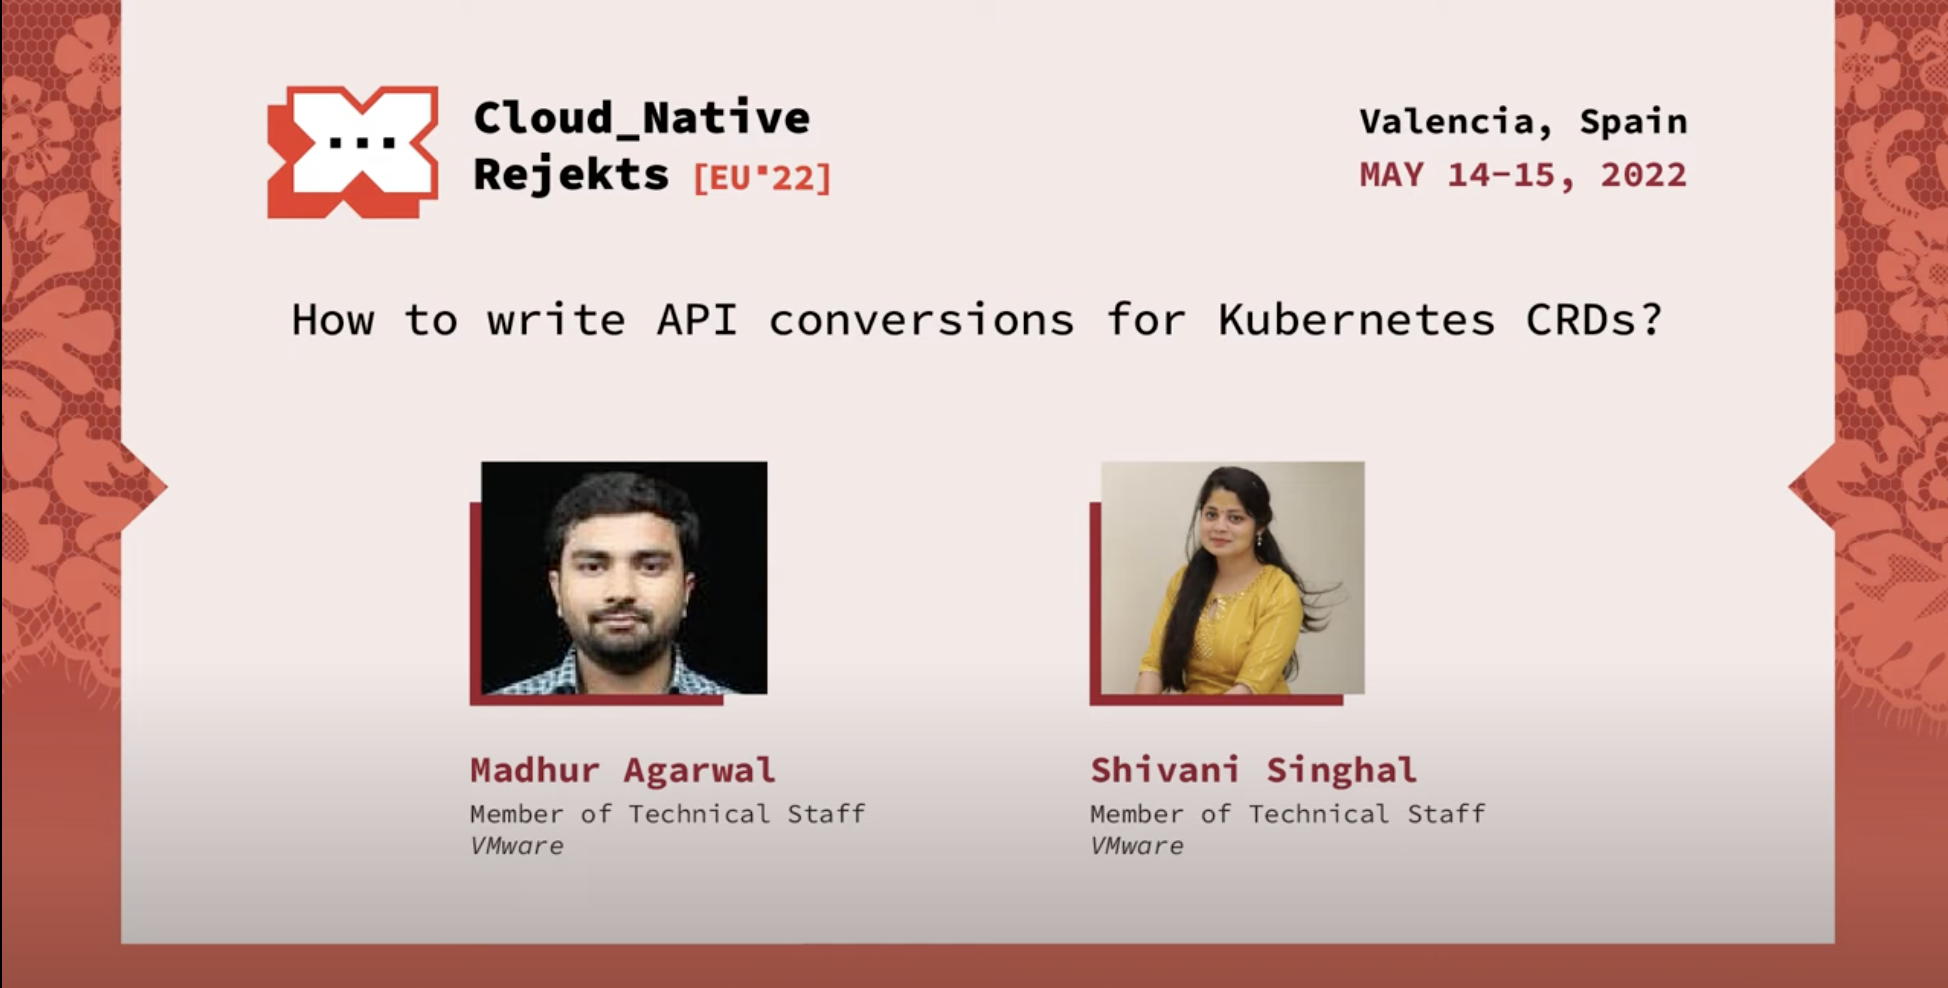 Cloud_Native
Rejekts [EU"22]
Valencia, Spain
MAY 14-15, 2022
How to write API conversions for Kubernetes CRDs?
Madhur Agarwal
Member of Technical Staff
VMware
Shivani Singhal
Member of Technical Staff
VMware